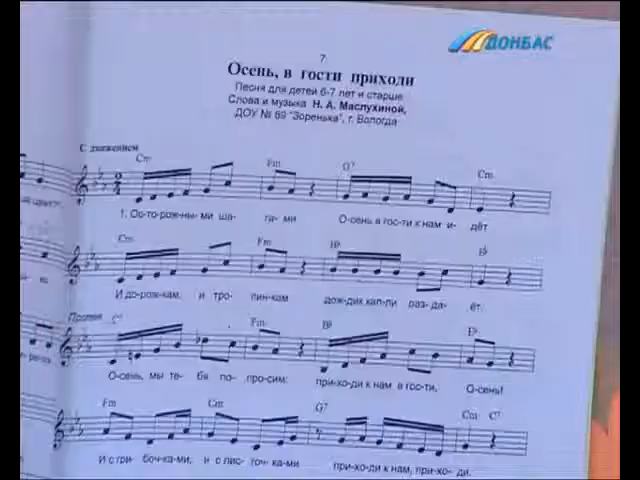 ДОНБАС
7
Осень, в гости приходи
Песня для детей 6-7 лет и старше
Слова и музыка Н. А. Маслухиной,
ДОУ № 69 "Зоренька", г. Вологда
С движением
Cm Fm G7 Cm
1. Ос-то-рож-ны-ми ша- га-ми О-сень в гос-ти к нам и- дёт
Cm Fm B♭ E♭
И до-рож-кам, и тро- пин-кам дож-дик кап-ли раз-да- ёт.
Припев
Fm B♭ E♭
О-сень, мы те- бя по- про-сим: при-хо-ди к нам в гос-ти, О-сень!
Fm Cm G7 Cm C7
И с гри- боч-ка-ми, и с лис- точ-ка-ми при-хо-ди к нам, при-хо- ди.